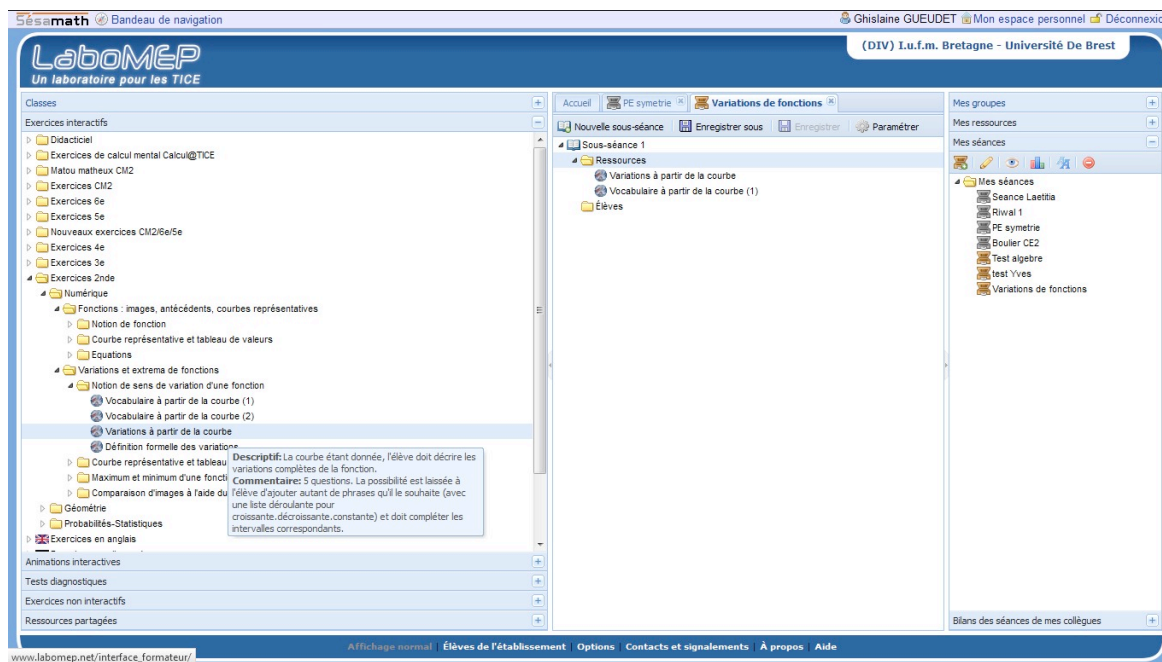 Sésamath Bandeau de navigation
Ghislaine GUEUDET Mon espace personnel Déconnexic
LaboMEP
Un laboratoire pour les TICE
(DIV) I.u.f.m. Bretagne - Université De Brest
Classes
Exercices interactifs
Didacticiel
Exercices de calcul mental Calcul@TICE
Matou matheux CM2
Exercices CM2
Exercices 6e
Exercices 5e
Nouveaux exercices CM2/6e/5e
Exercices 4e
Exercices 3e
Exercices 2nde
Numérique
Fonctions : images, antécédents, courbes représentatives
Notion de fonction
Courbe représentative et tableau de valeurs
Equations
Variations et extrema de fonctions
Notion de sens de variation d'une fonction
Vocabulaire à partir de la courbe (1)
Vocabulaire à partir de la courbe (2)
Variations à partir de la courbe
Définition formelle des variations
Courbe représentative et tableau
Maximum et minimum d'une foncti
Comparaison d'images à l'aide du
Géométrie
Probabilités-Statistiques
Exercices en anglais
Descriptif: La courbe étant donnée, l'élève doit décrire les
variations complètes de la fonction.
Commentaire: 5 questions. La possibilité est laissée à
l'élève d'ajouter autant de phrases qu'il le souhaite (avec
une liste déroulante pour
croissante.décroissante.constante) et doit compléter les
intervalles correspondants.
Animations interactives
Tests diagnostiques
Exercices non interactifs
Ressources partagées
Accueil PE symetrie Variations de fonctions
Nouvelle sous-séance Enregistrer sous Enregistrer Paramétrer
Sous-séance 1
Ressources
Variations à partir de la courbe
Vocabulaire à partir de la courbe (1)
Élèves
Mes groupes
Mes ressources
Mes séances
Mes séances
Seance Laetitia
Riwal 1
PE symetrie
Boulier CE2
Test algebre
test Yves
Variations de fonctions
Bilans des séances de mes collègues
Affichage normal Élèves de l'établissement Options Contacts et signalements À propos Aide
www.labomep.net/interface_formateur/